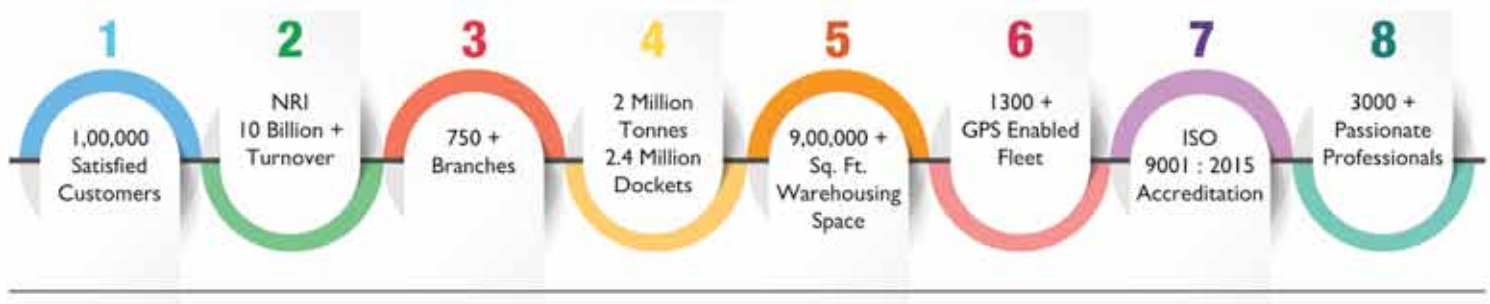 1
1,00,000
Satisfied
Customers
2
NRI
10 Billion +
Turnover
3
750 +
Branches
4
2 Million
Tonnes
2.4 Million
Dockets
5
9,00,000 +
Sq. Ft.
Warehousing
Space
6
1300 +
GPS Enabled
Fleet
7
ISO
9001 : 2015
Accreditation
8
3000 +
Passionate
Professionals